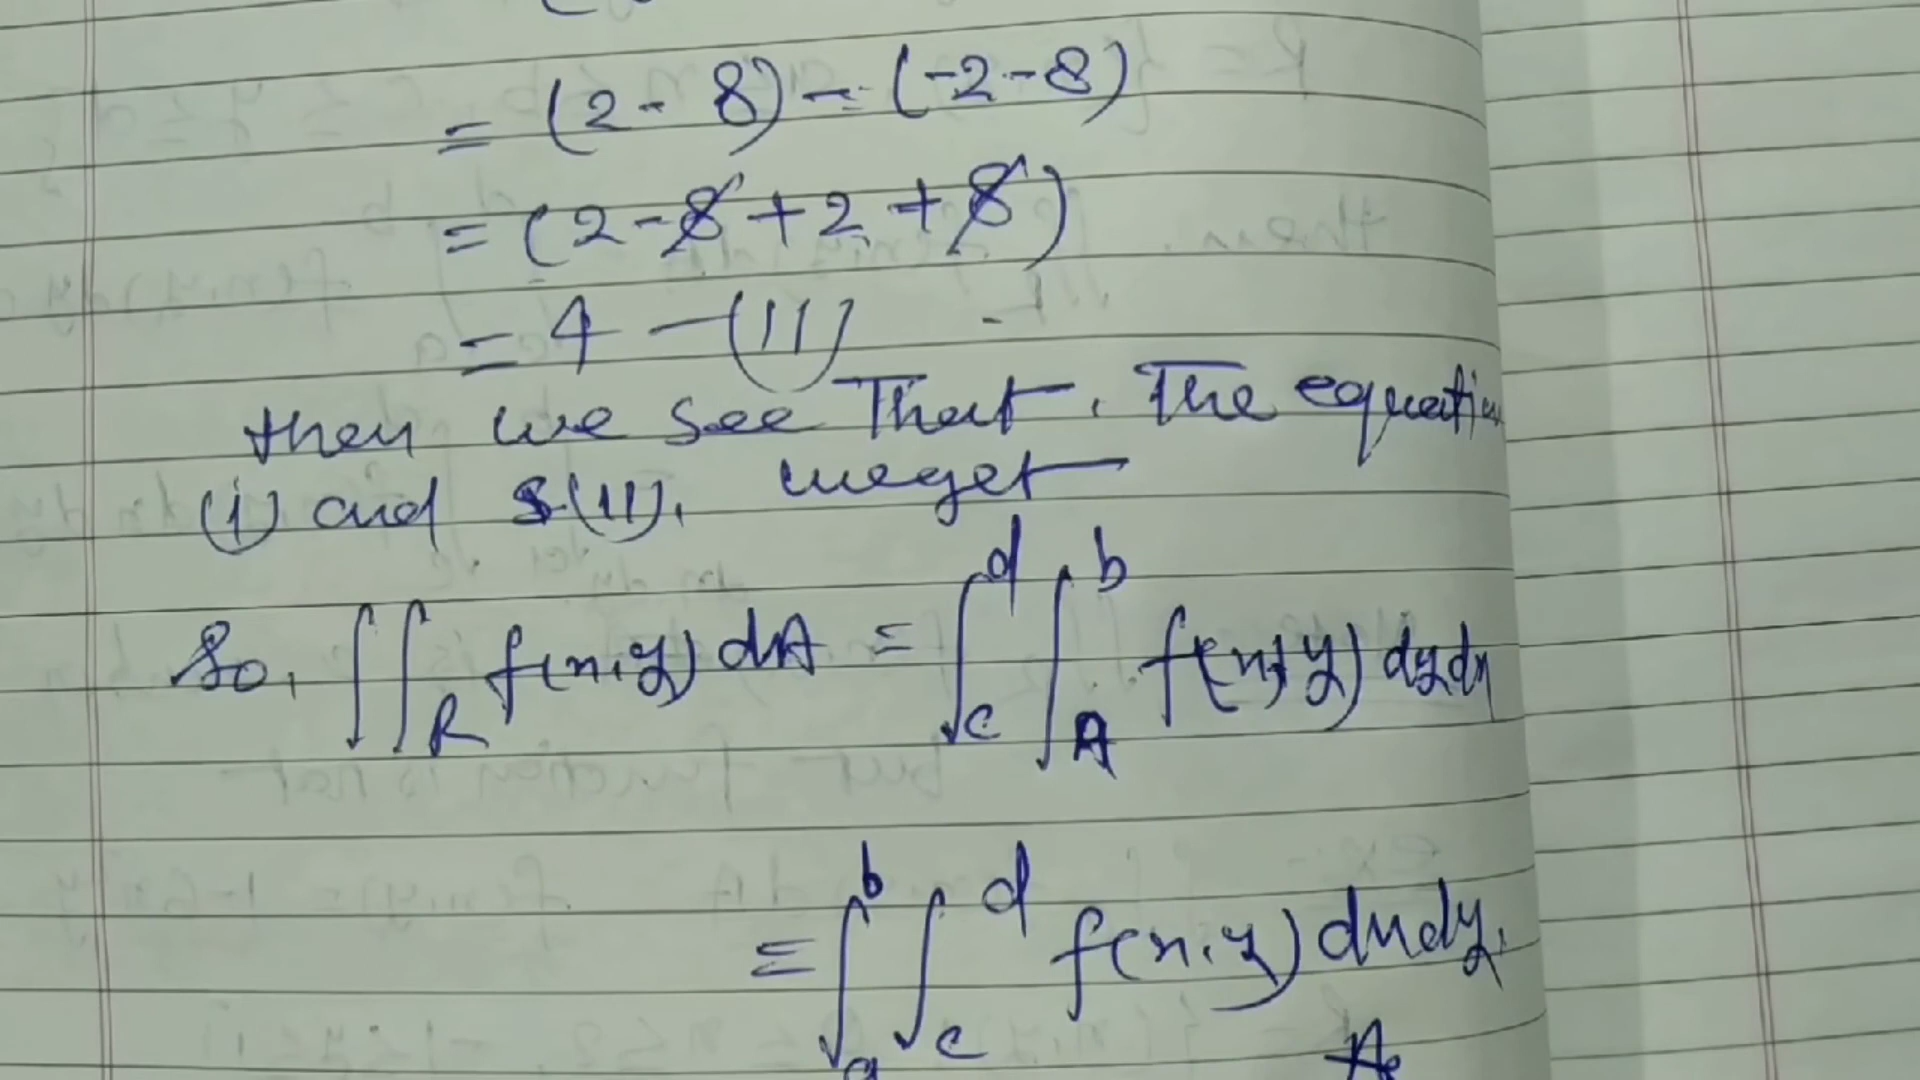 = (2 - 8) - (-2 - 8)
= (2 - 8 + 2 + 8)
= 4 — (II)
then we see That. The equation
(i) and (II). we get
So, ∫∫_R f(x,y) dA = ∫_c^d ∫_A^b f(x,y) dy dx
= ∫_a^b ∫_c^d f(x,y) dx dy.